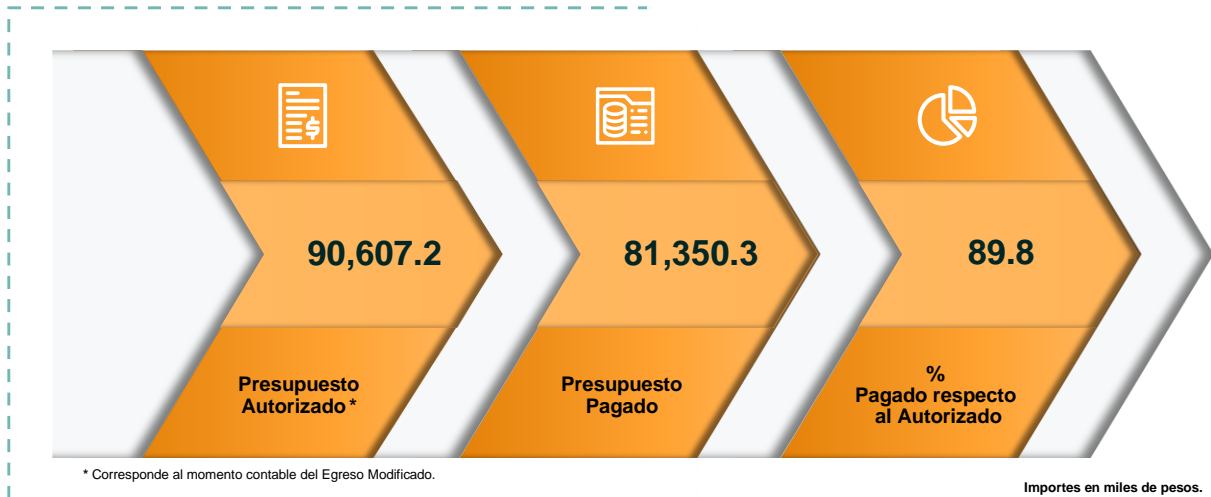 90,607.2
81,350.3
89.8
Presupuesto
Autorizado *
Presupuesto
Pagado
%
Pagado respecto
al Autorizado
* Corresponde al momento contable del Egreso Modificado.
Importes en miles de pesos.